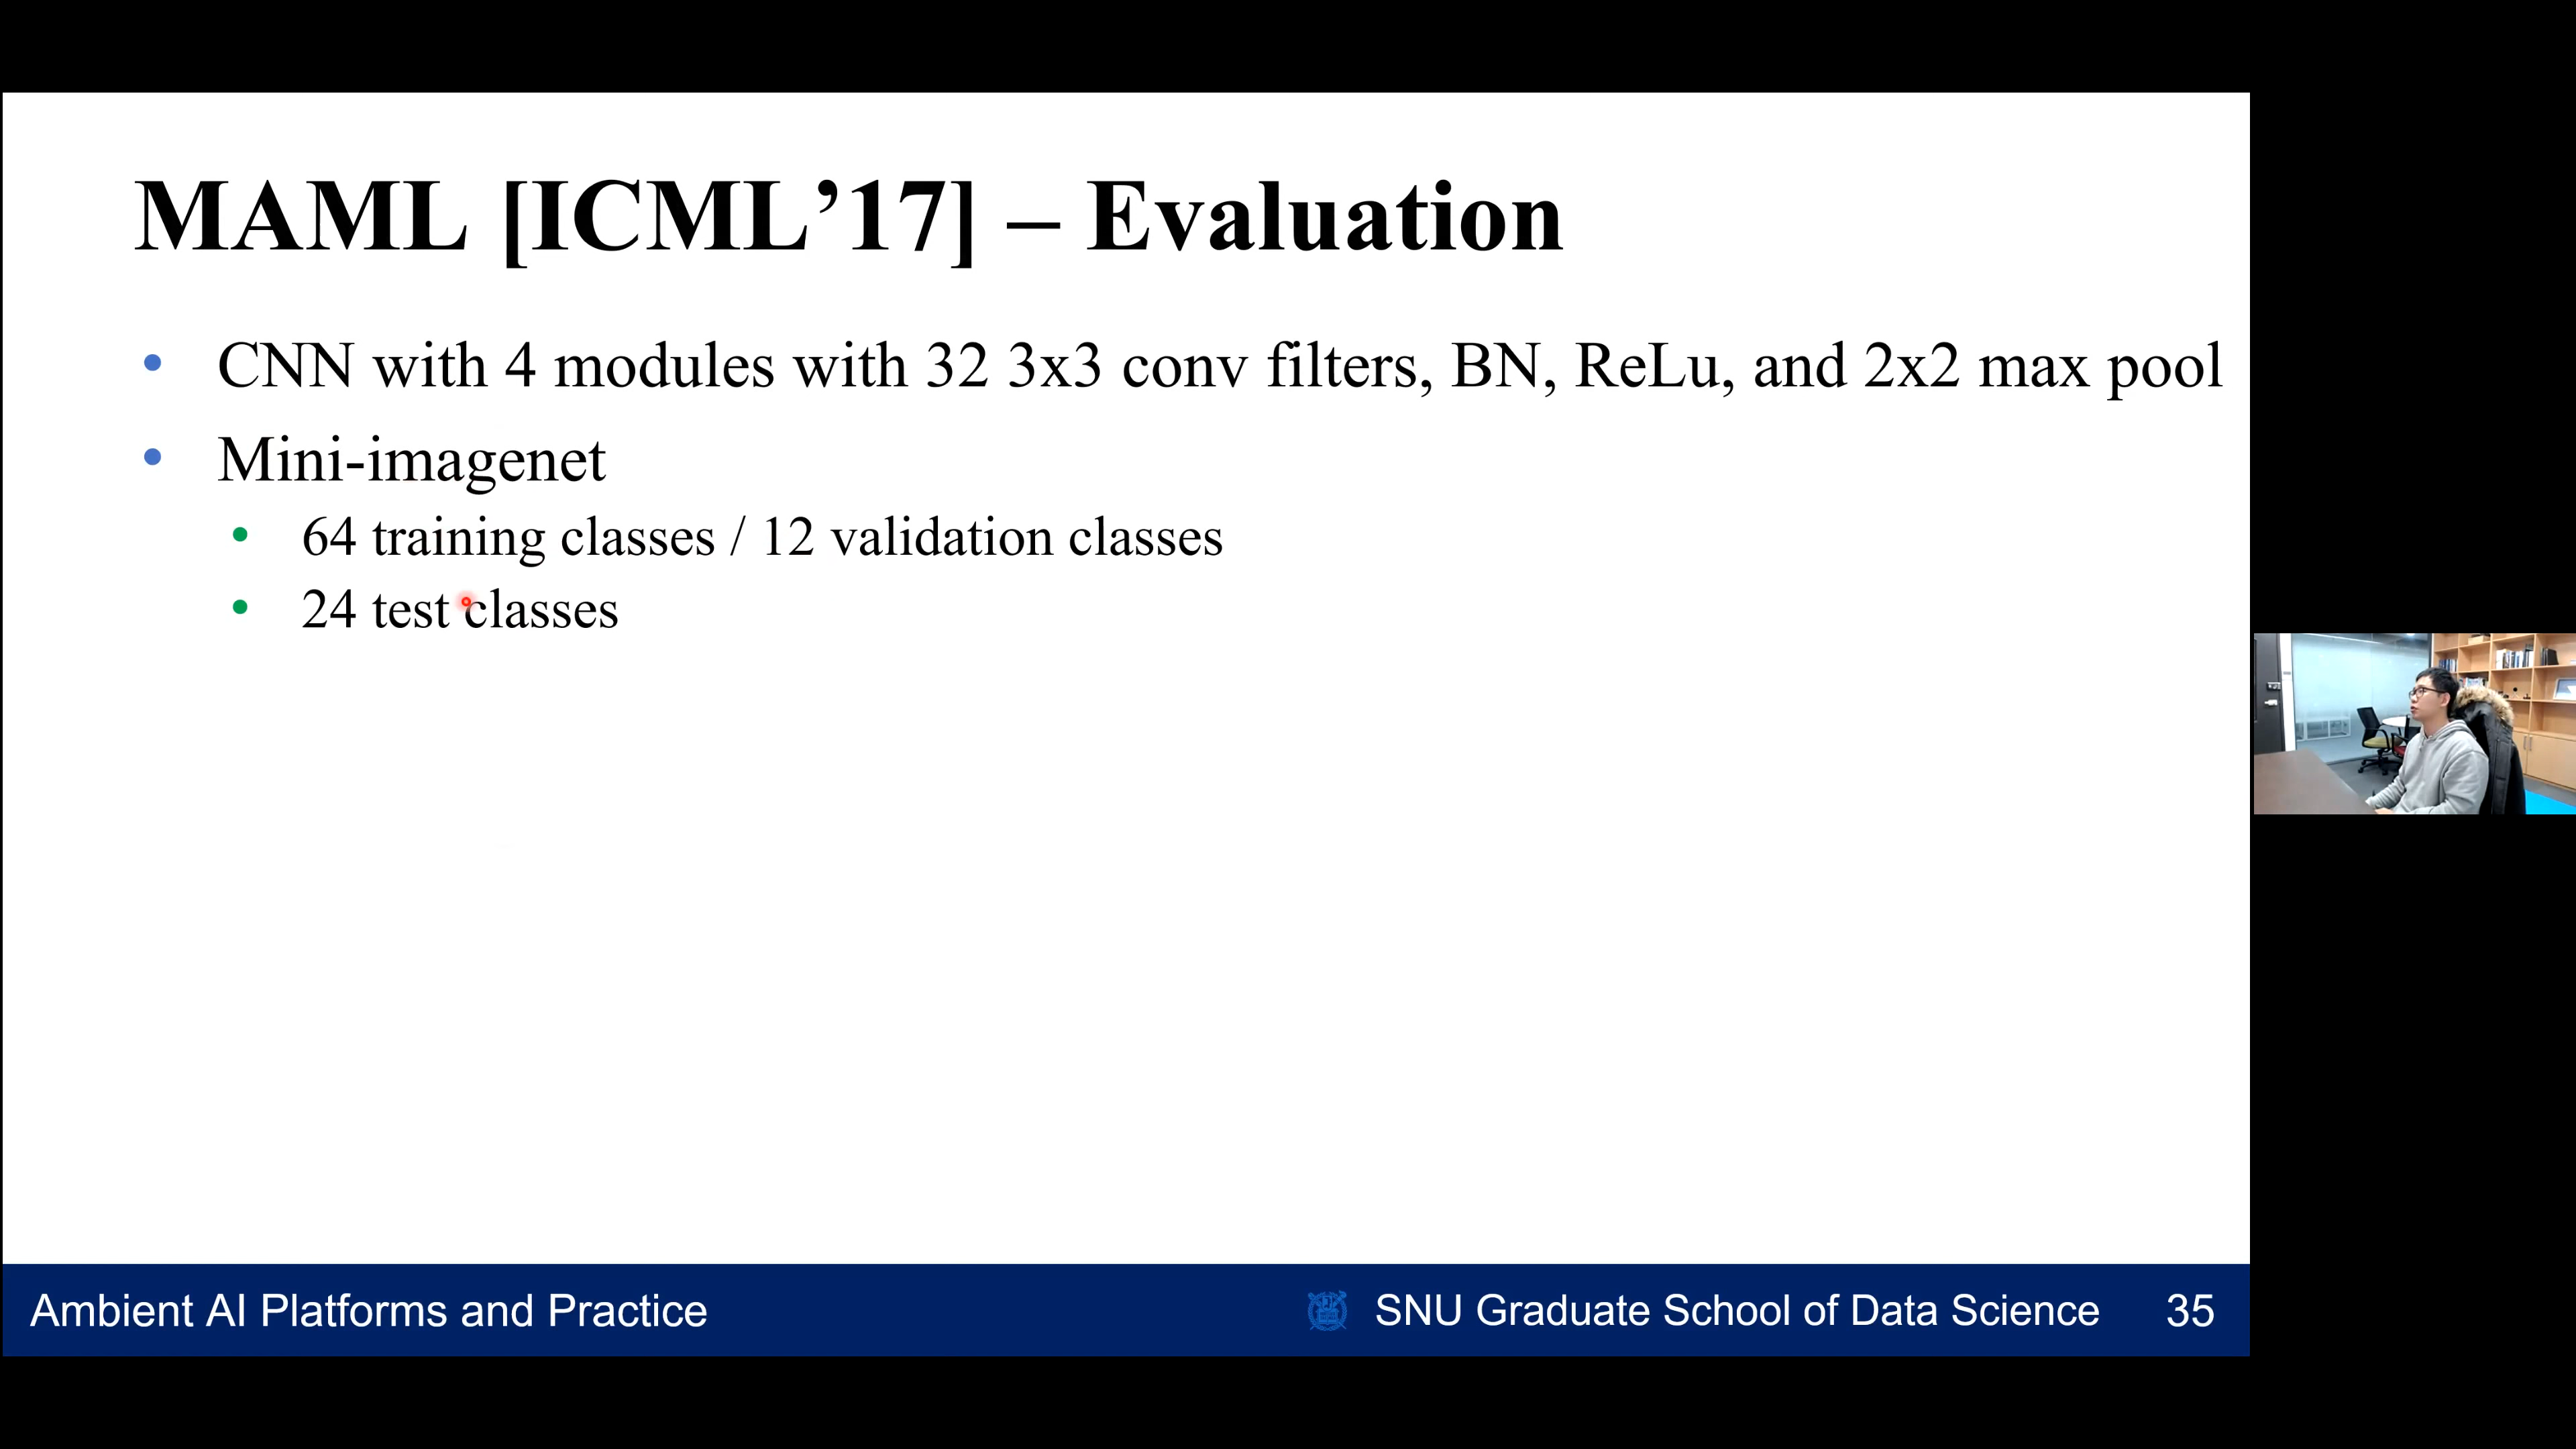 MAML [ICML’17] – Evaluation
• CNN with 4 modules with 32 3x3 conv filters, BN, ReLu, and 2x2 max pool
• Mini-imagenet
• 64 training classes / 12 validation classes
• 24 test classes
Ambient AI Platforms and Practice
SNU Graduate School of Data Science
35